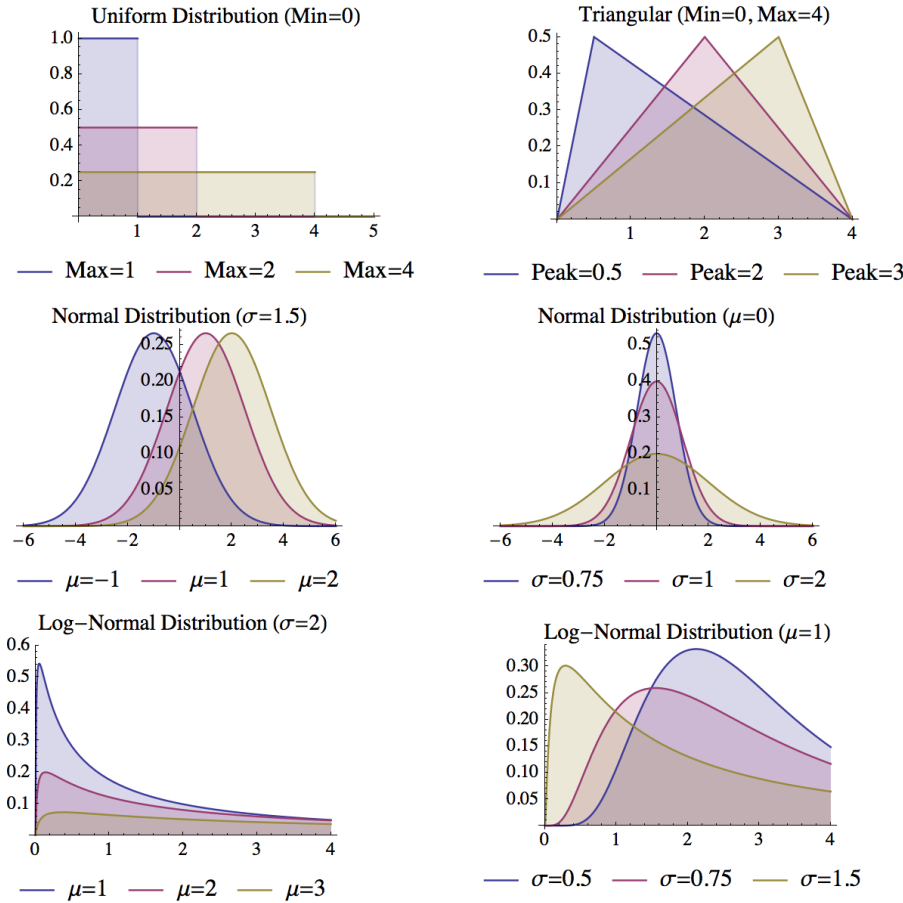 Uniform Distribution (Min=0)
1.0
0.8
0.6
0.4
0.2
1 2 3 4 5
Max=1 Max=2 Max=4
Triangular (Min=0, Max=4)
0.5
0.4
0.3
0.2
0.1
1 2 3 4
Peak=0.5 Peak=2 Peak=3
Normal Distribution (σ=1.5)
0.25
0.20
0.15
0.10
0.05
−6 −4 −2 2 4 6
μ=−1 μ=1 μ=2
Normal Distribution (μ=0)
0.5
0.4
0.3
0.2
0.1
−6 −4 −2 2 4 6
σ=0.75 σ=1 σ=2
Log−Normal Distribution (σ=2)
0.6
0.5
0.4
0.3
0.2
0.1
0 1 2 3 4
μ=1 μ=2 μ=3
Log−Normal Distribution (μ=1)
0.30
0.25
0.20
0.15
0.10
0.05
0 1 2 3 4
σ=0.5 σ=0.75 σ=1.5